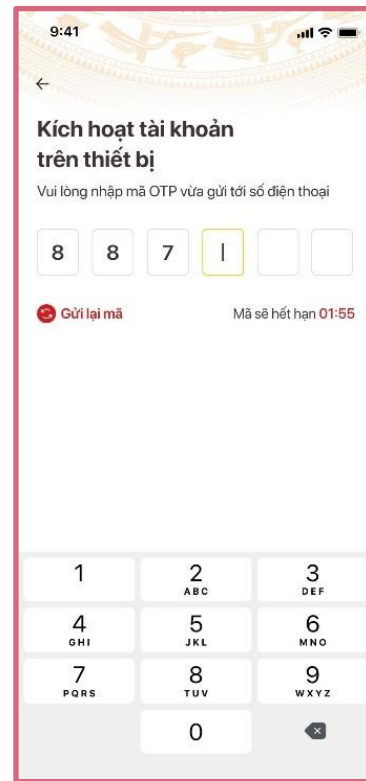 9:41
Kích hoạt tài khoản
trên thiết bị
Vui lòng nhập mã OTP vừa gửi tới số điện thoại
8 8 7
Gửi lại mã Mã sẽ hết hạn 01:55
1 2 3
ABC DEF
4 5 6
GHI JKL MNO
7 8 9
PQRS TUV WXYZ
0